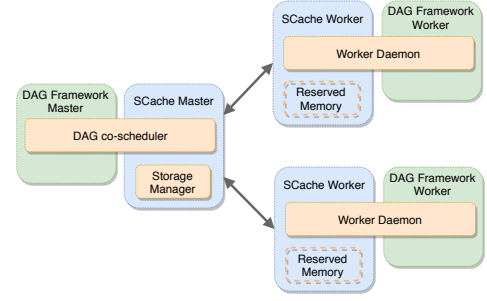 DAG Framework
Master
SCache Master
DAG co-scheduler
Storage
Manager
SCache Worker
DAG Framework
Worker
Worker Daemon
Reserved
Memory
SCache Worker
DAG Framework
Worker
Worker Daemon
Reserved
Memory